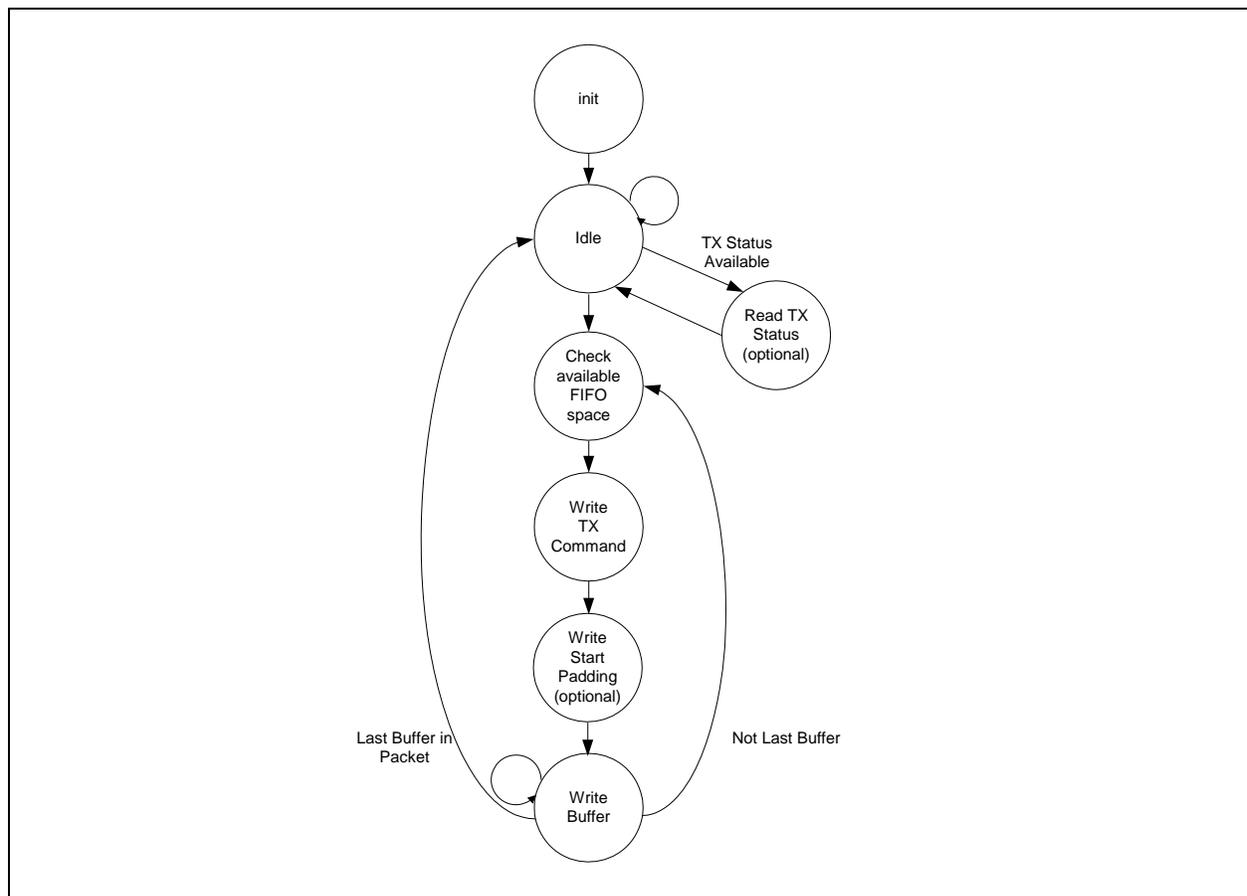 init
Idle
TX Status
Available
Read TX
Status
(optional)
Check
available
FIFO
space
Write
TX
Command
Write
Start
Padding
(optional)
Last Buffer in
Packet
Not Last Buffer
Write
Buffer